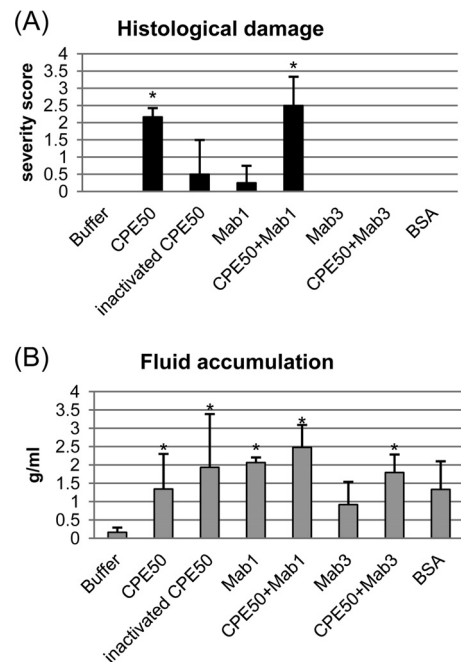 (A)
Histological damage
severity score
4
3.5
3
2.5
2
1.5
1
0.5
0
*
*
Buffer
CPE50
inactivated CPE50
Mab1
CPE50+Mab1
Mab3
CPE50+Mab3
BSA
(B)
Fluid accumulation
g/ml
4
3.5
3
2.5
2
1.5
1
0.5
0
*
*
*
*
*
Buffer
CPE50
inactivated CPE50
Mab1
CPE50+Mab1
Mab3
CPE50+Mab3
BSA